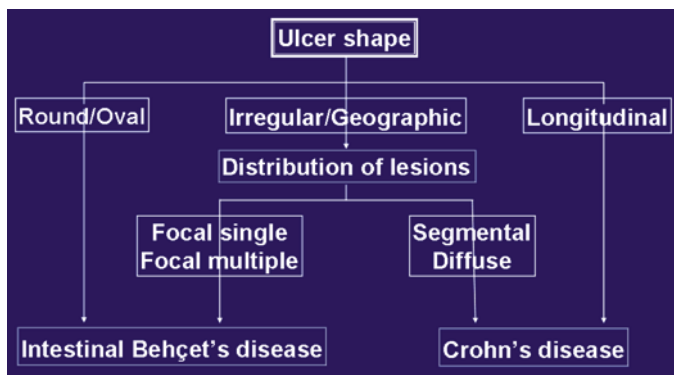 Ulcer shape
Round/Oval
Irregular/Geographic
Longitudinal
Distribution of lesions
Focal single
Focal multiple
Segmental
Diffuse
Intestinal Behçet's disease
Crohn's disease